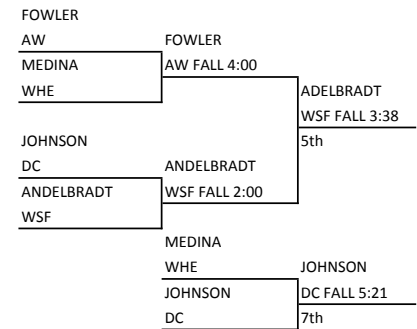 FOWLER
AW FOWLER
MEDINA AW FALL 4:00
WHE ADELBRADT
WSF FALL 3:38
JOHNSON 5th
DC ANDELBRADT
ANDELBRADT WSF FALL 2:00
WSF
MEDINA
WHE JOHNSON
JOHNSON DC FALL 5:21
DC 7th